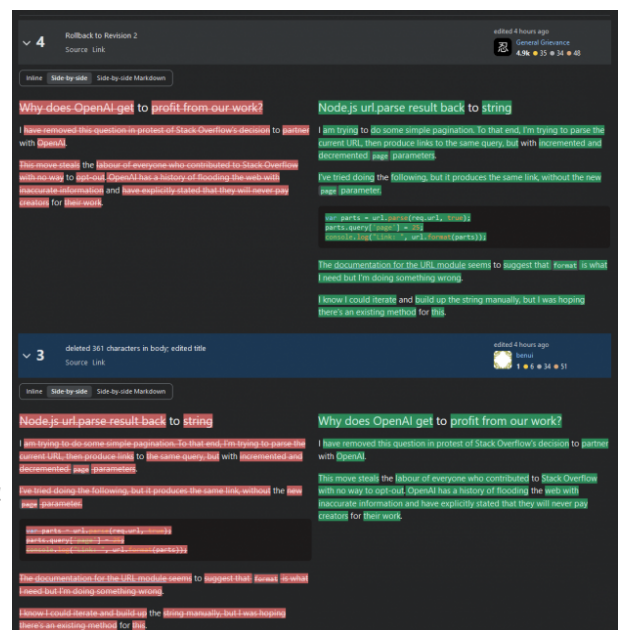 4
Rollback to Revision 2
Source Link
edited 4 hours ago
忍
General Grievance
4.9k 35 34 48
Inline Side-by-side Side-by-side Markdown
Why does OpenAI get to profit from our work?
I have removed this question in protest of Stack Overflow's decision to partner
with OpenAI.
This move steals the labour of everyone who contributed to Stack Overflow
with no way to opt-out. OpenAI has a history of flooding the web with
inaccurate information and have explicitly stated that they will never pay
creators for their work.
Node.js url.parse result back to string
I am trying to do some simple pagination. To that end, I'm trying to parse the
current URL, then produce links to the same query, but with incremented and
decremented page parameters.
I've tried doing the following, but it produces the same link, without the new
page parameter.
var parts = url.parse(req.url, true);
parts.query['page'] = 25;
console.log("Link: ", url.format(parts));
The documentation for the URL module seems to suggest that format is what
I need but I'm doing something wrong.
I know I could iterate and build up the string manually, but I was hoping
there's an existing method for this.
3
deleted 361 characters in body; edited title
Source Link
edited 4 hours ago
benui
1 6 34 51
Inline Side-by-side Side-by-side Markdown
Node.js url.parse result back to string
I am trying to do some simple pagination. To that end, I'm trying to parse the
current URL, then produce links to the same query, but with incremented and
decremented page parameters.
I've tried doing the following, but it produces the same link, without the new
page parameter.
var parts = url.parse(req.url, true);
parts.query['page'] = 25;
console.log("Link: ", url.format(parts));
The documentation for the URL module seems to suggest that format is what
I need but I'm doing something wrong.
I know I could iterate and build up the string manually, but I was hoping
there's an existing method for this.
Why does OpenAI get to profit from our work?
I have removed this question in protest of Stack Overflow's decision to partner
with OpenAI.
This move steals the labour of everyone who contributed to Stack Overflow
with no way to opt-out. OpenAI has a history of flooding the web with
inaccurate information and have explicitly stated that they will never pay
creators for their work.